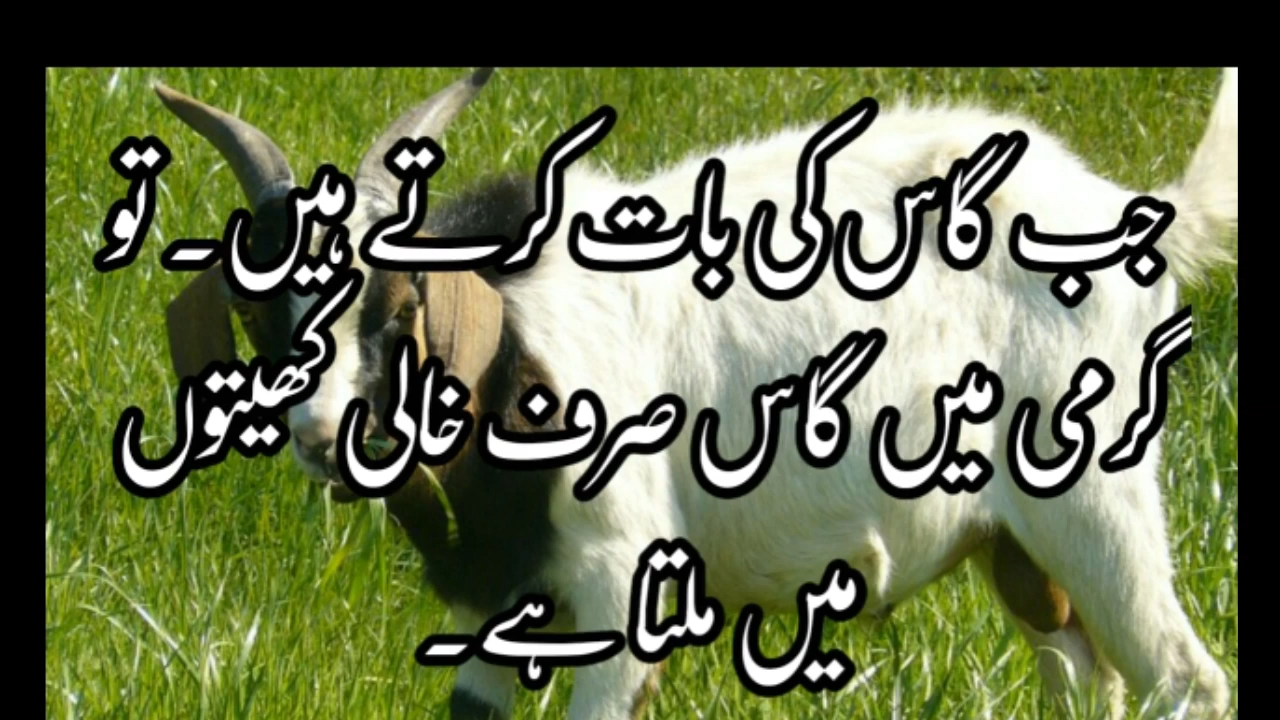 جب گاس کی بات کرتے ہیں۔ تو
گرمی میں گاس صرف خالی کھیتوں
میں ملتا ہے۔